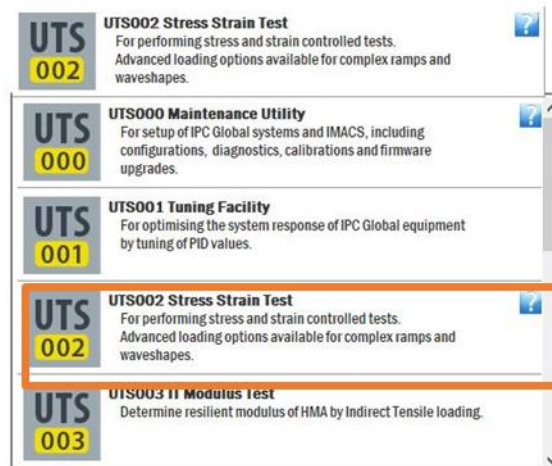 UTS
002
UTS002 Stress Strain Test
For performing stress and strain controlled tests.
Advanced loading options available for complex ramps and
waveshapes.
?
UTS
000
UTS000 Maintenance Utility
For setup of IPC Global systems and IMACS, including
configurations, diagnostics, calibrations and firmware
upgrades.
?
UTS
001
UTS001 Tuning Facility
For optimising the system response of IPC Global equipment
by tuning of PID values.
UTS
002
UTS002 Stress Strain Test
For performing stress and strain controlled tests.
Advanced loading options available for complex ramps and
waveshapes.
?
UTS
003
UTS003 IT Modulus Test
Determine resilient modulus of HMA by Indirect Tensile loading.